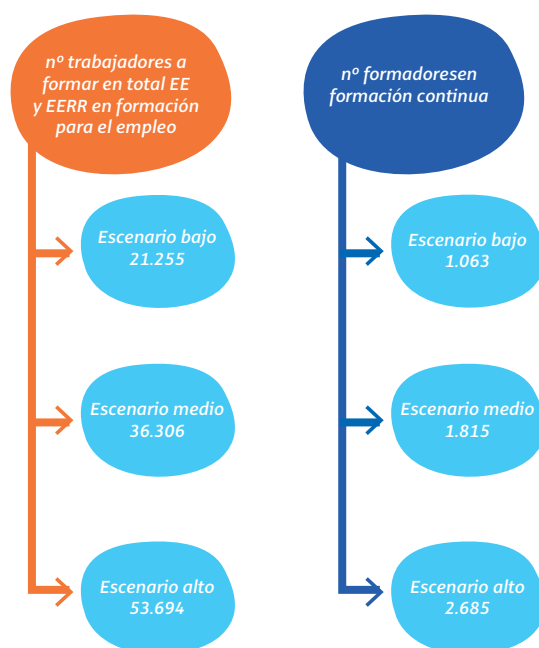 nº trabajadores a
formar en total EE
y EERR en formación
para el empleo
Escenario bajo
21.255
Escenario medio
36.306
Escenario alto
53.694
nº formadoresen
formación continua
Escenario bajo
1.063
Escenario medio
1.815
Escenario alto
2.685